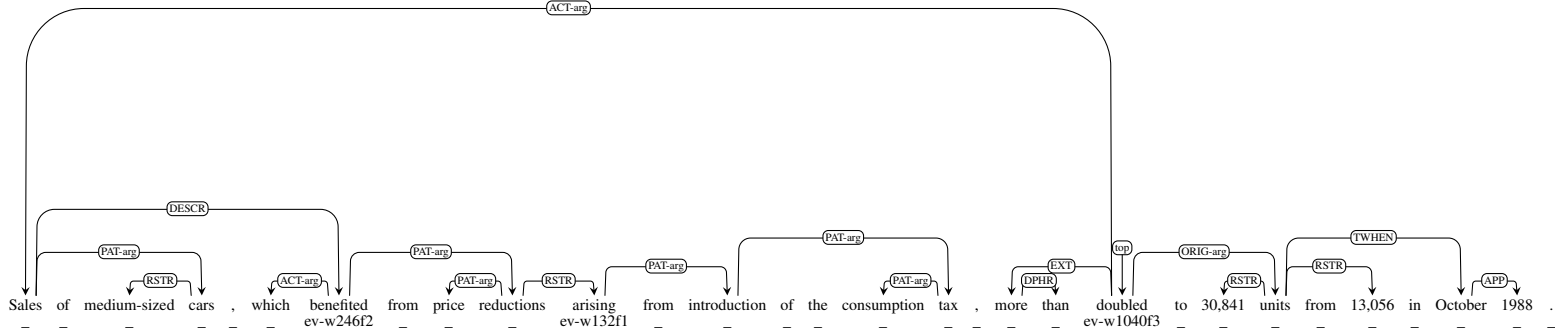 ACT-arg
DESCR
PAT-arg PAT-arg PAT-arg TWHEN
top ORIG-arg
RSTR ACT-arg PAT-arg RSTR PAT-arg PAT-arg EXT DPHR RSTR RSTR APP
Sales of medium-sized cars , which benefited from price reductions arising from introduction of the consumption tax , more than doubled to 30,841 units from 13,056 in October 1988 .
_ _ _ _ _ _ ev-w246f2 _ _ _ ev-w132f1 _ _ _ _ _ _ _ _ _ ev-w1040f3 _ _ _ _ _ _ _ _ _